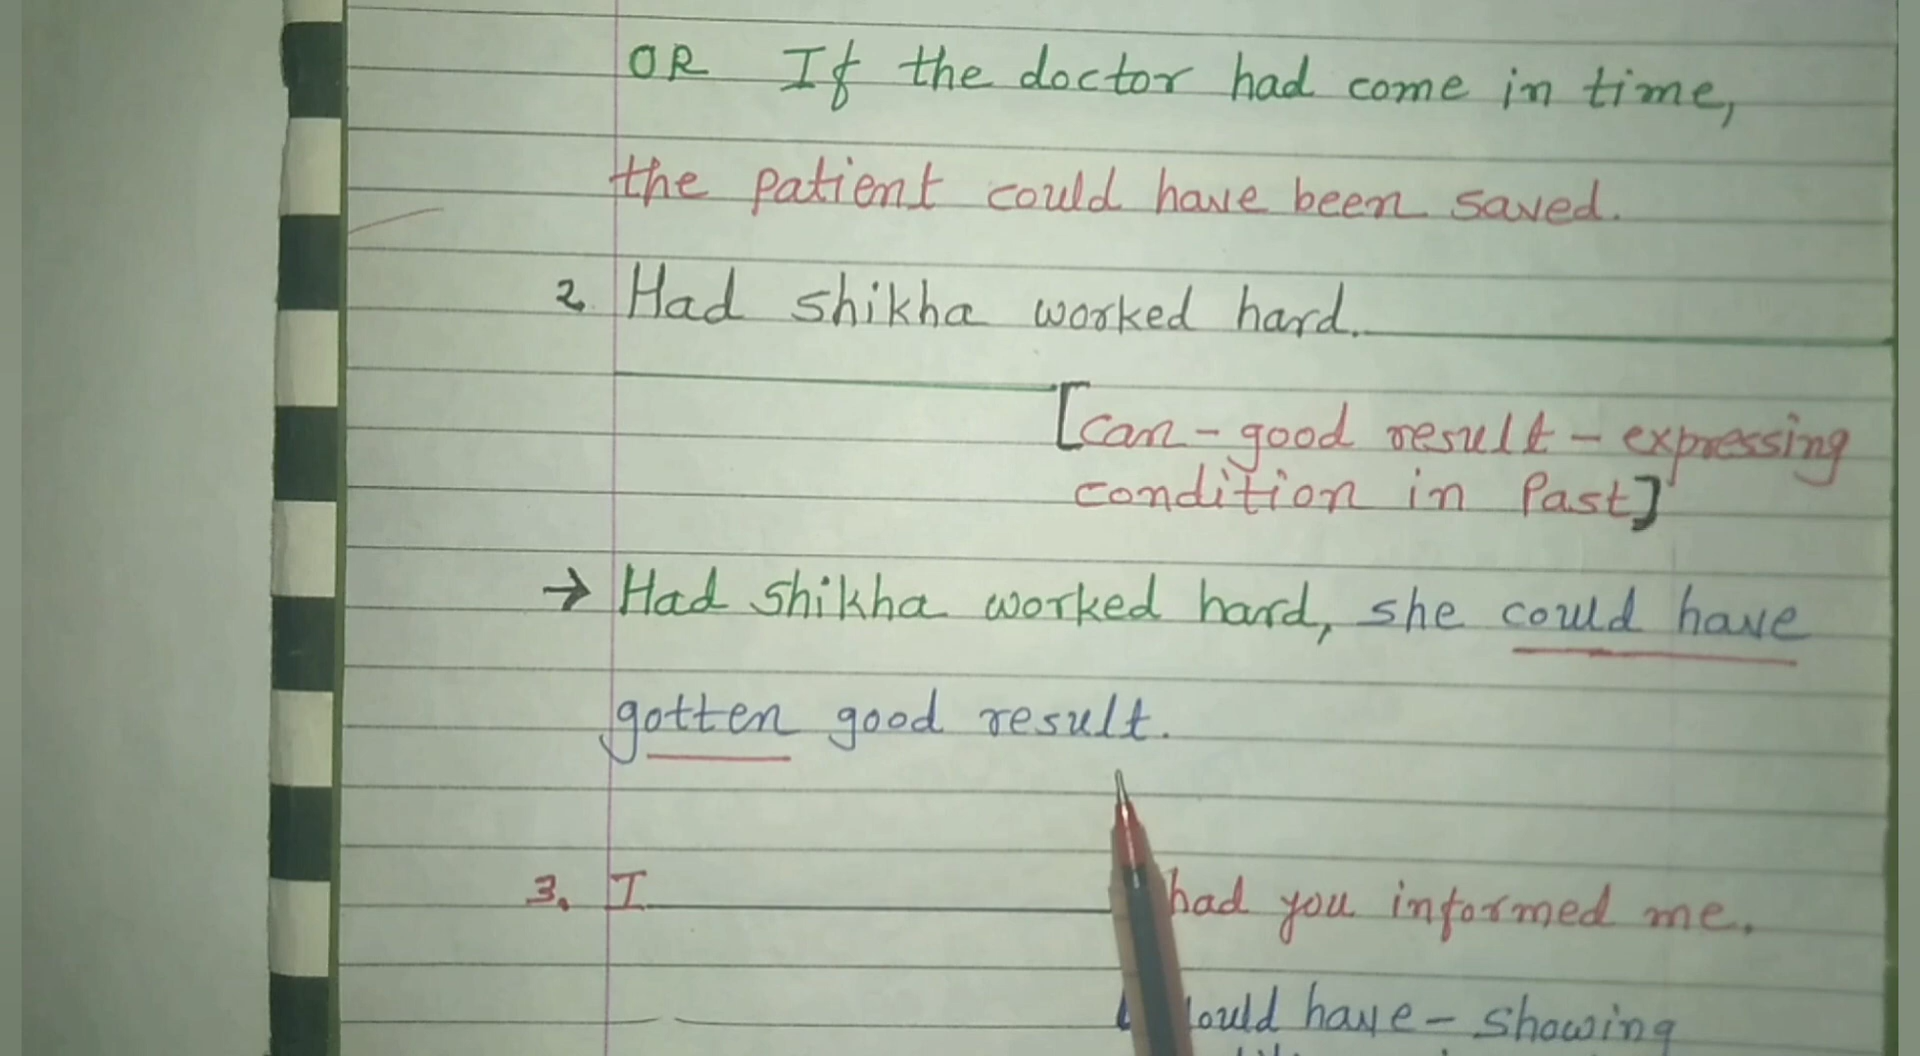 OR If the doctor had come in time,
the patient could have been saved.
2. Had shikha worked hard.
[can - good result - expressing
condition in Past]
→ Had shikha worked hard, she could have
gotten good result.
3. I had you informed me.
have - showing